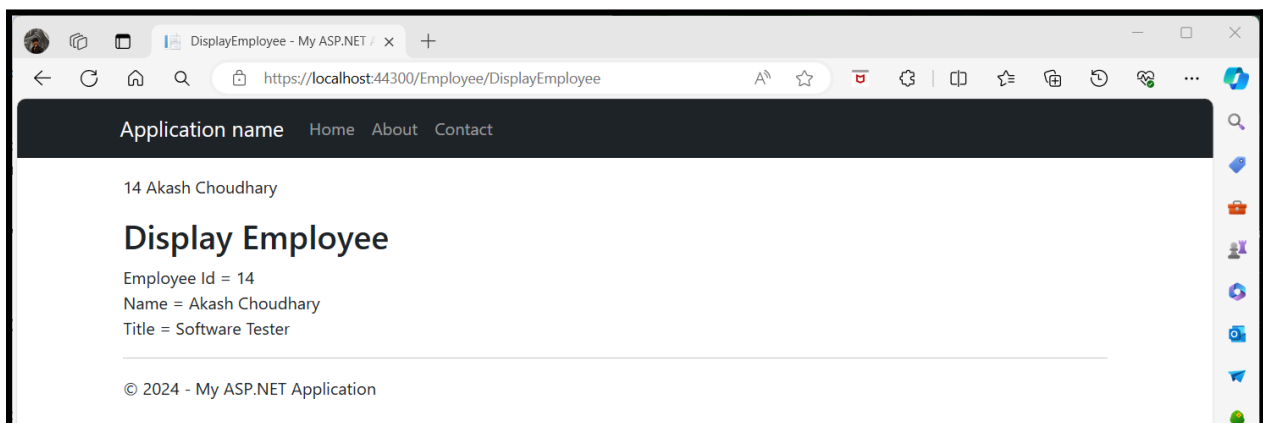 DisplayEmployee - My ASP.NET
https://localhost:44300/Employee/DisplayEmployee
Application name Home About Contact
14 Akash Choudhary
Display Employee
Employee Id = 14
Name = Akash Choudhary
Title = Software Tester
© 2024 - My ASP.NET Application